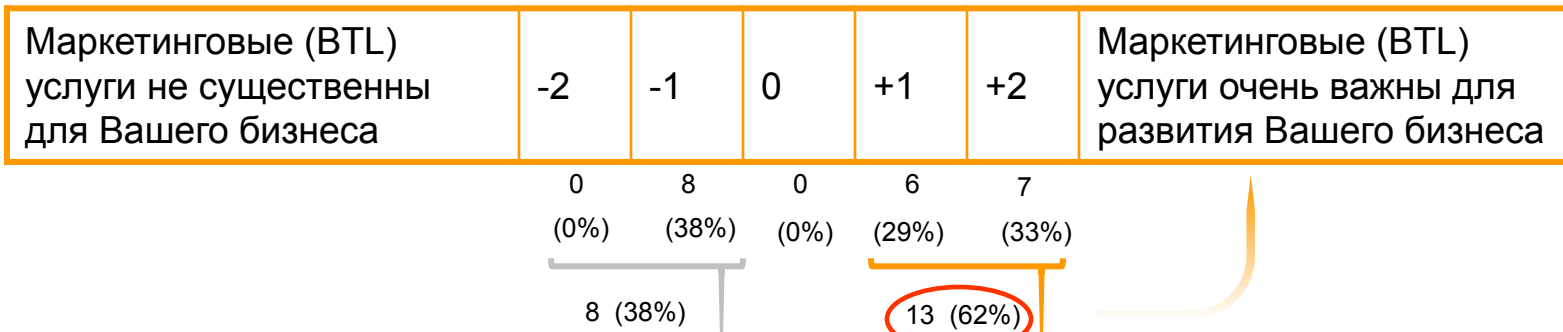 Маркетинговые (BTL)
услуги не существенны
для Вашего бизнеса
-2
-1
0
+1
+2
Маркетинговые (BTL)
услуги очень важны для
развития Вашего бизнеса
0 8 0 6 7
(0%) (38%) (0%) (29%) (33%)
8 (38%) 13 (62%)